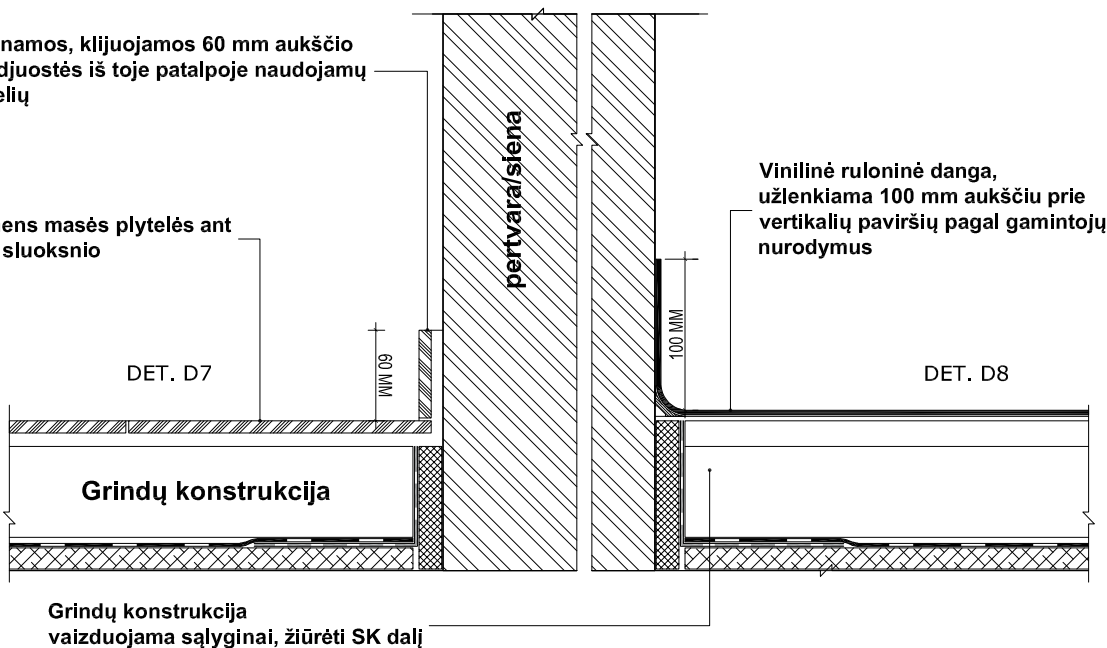 namos, klijuojamos 60 mm aukščio
djuostės iš toje patalpoje naudojamų
elių
ens masės plytelės ant
sluoksnio
pertvara/siena
Vinilinė ruloninė danga,
užlenkiama 100 mm aukščiu prie
vertikalių paviršių pagal gamintojų
nurodymus
60 MM
100 MM
DET. D7
DET. D8
Grindų konstrukcija
Grindų konstrukcija
vaizduojama sąlyginai, žiūrėti SK dalį